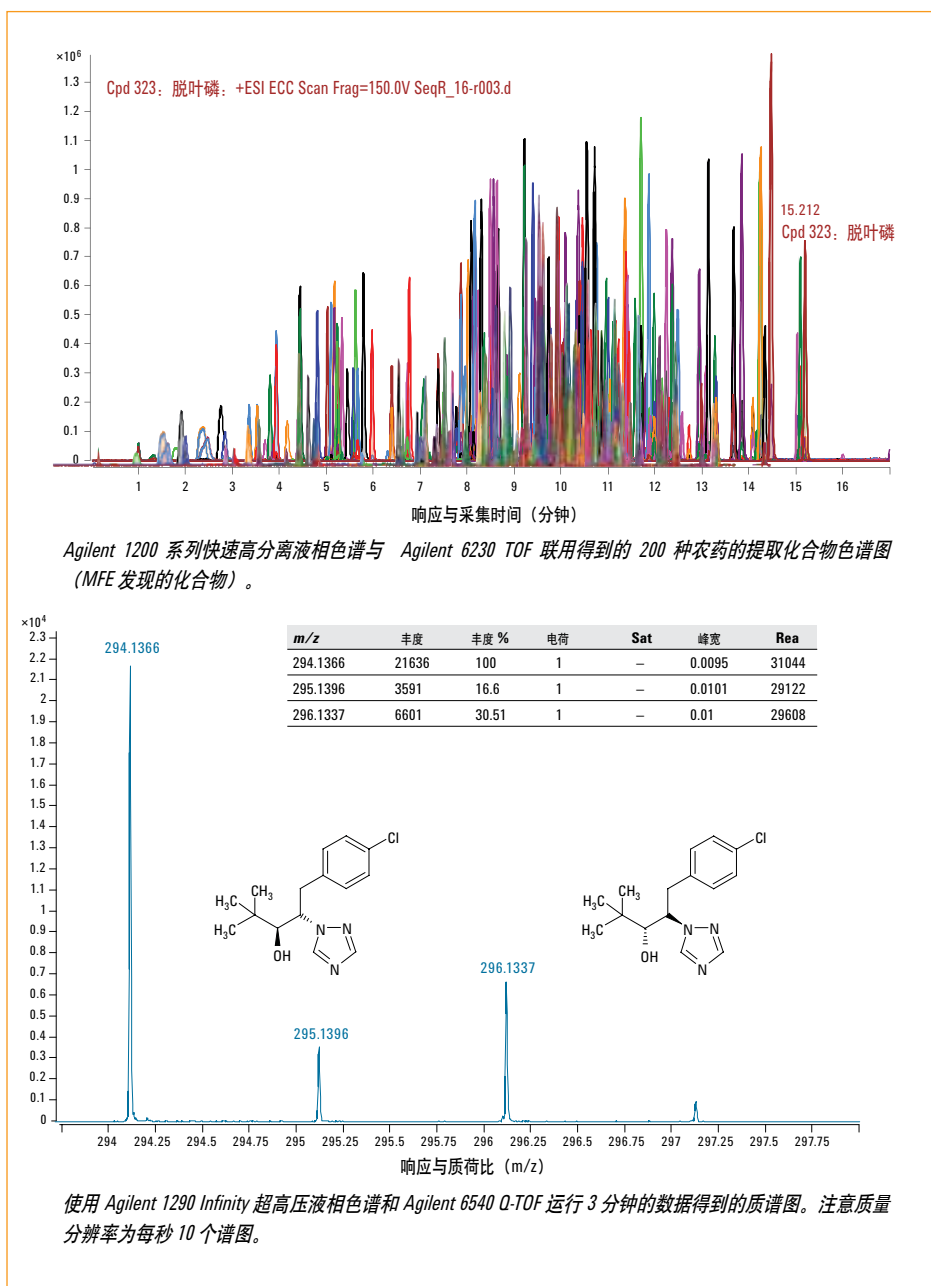 ×10⁶
Cpd 323：脱叶磷：+ESI ECC Scan Frag=150.0V SeqR_16-r003.d
1.3
1.2
1.1
1
0.9
0.8
0.7
0.6
0.5
0.4
0.3
0.2
0.1
0
15.212
Cpd 323：脱叶磷
1 2 3 4 5 6 7 8 9 10 11 12 13 14 15 16
响应与采集时间（分钟）
Agilent 1200 系列快速高分离液相色谱与 Agilent 6230 TOF 联用得到的 200 种农药的提取化合物色谱图
（MFE 发现的化合物）。
×10⁴
2.3
2.2
2.1
2
1.9
1.8
1.7
1.6
1.5
1.4
1.3
1.2
1.1
1
0.9
0.8
0.7
0.6
0.5
0.4
0.3
0.2
0.1
0
294.1366
m/z 丰度 丰度 % 电荷 Sat 峰宽 Rea
294.1366 21636 100 1 – 0.0095 31044
295.1396 3591 16.6 1 – 0.0101 29122
296.1337 6601 30.51 1 – 0.01 29608
Cl
CH₃
H₃C
H₃C
OH
N
N
N
Cl
CH₃
H₃C
H₃C
OH
N
N
N
296.1337
295.1396
294 294.25 294.5 294.75 295 295.25 295.5 295.75 296 296.25 296.5 296.75 297 297.25 297.5 297.75
响应与质荷比（m/z）
使用 Agilent 1290 Infinity 超高压液相色谱和 Agilent 6540 Q-TOF 运行 3 分钟的数据得到的质谱图。注意质量
分辨率为每秒 10 个谱图。